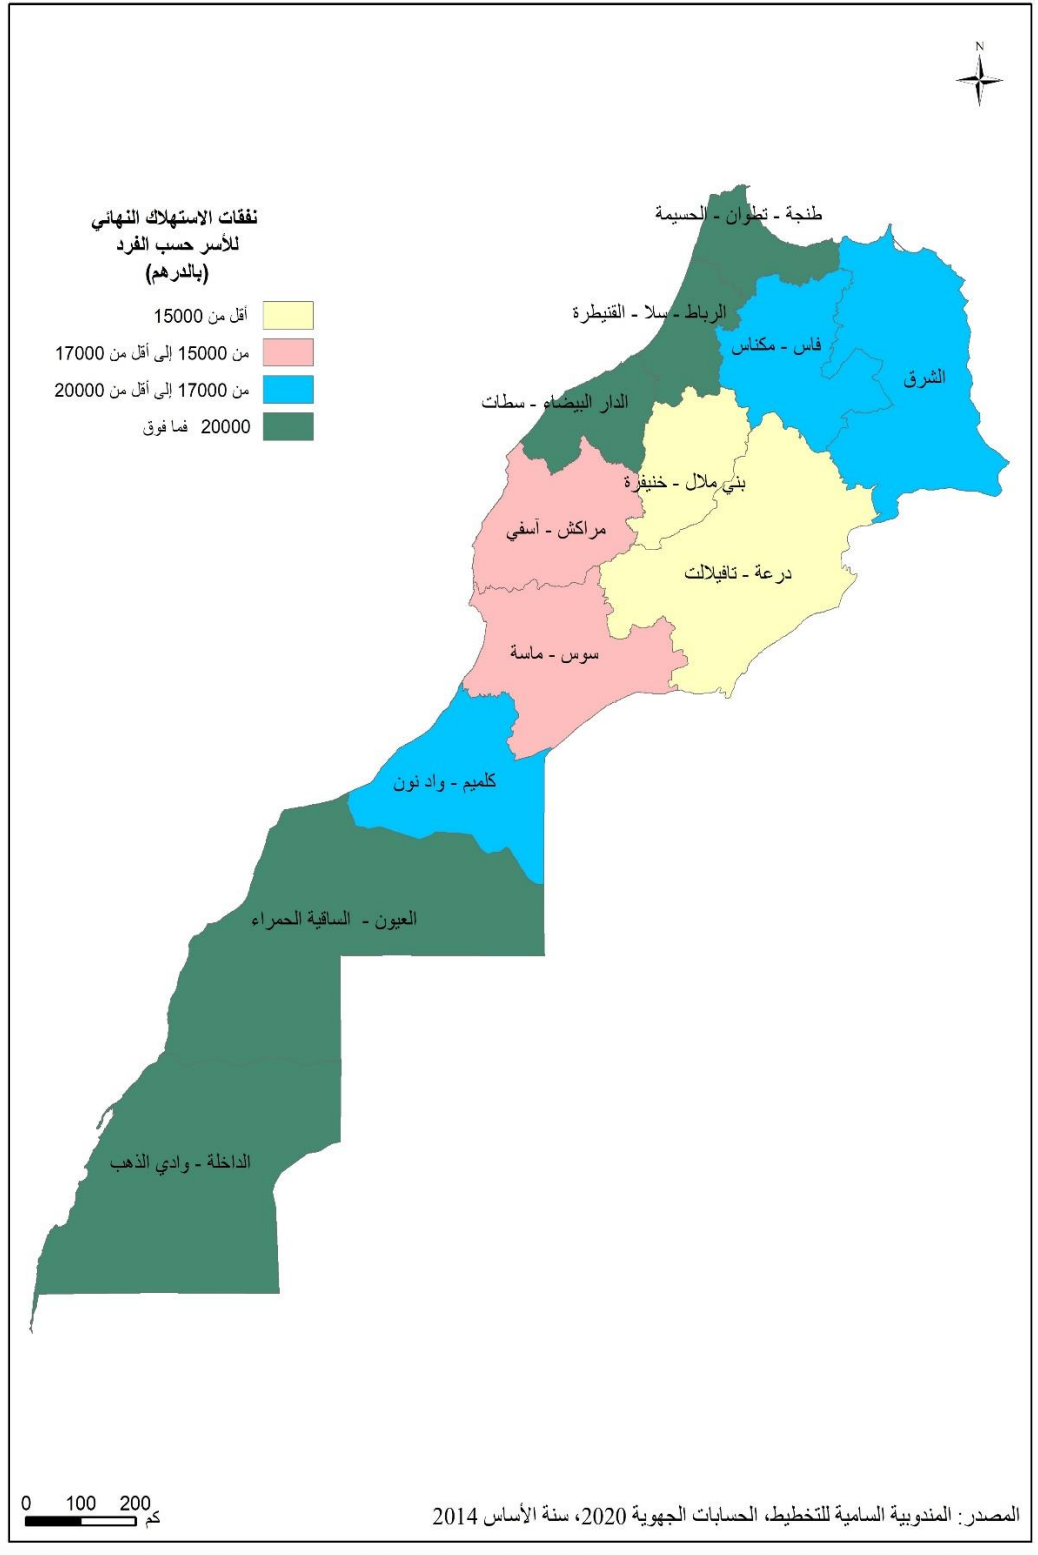 N
نفقات الاستهلاك النهائي
للأسر حسب الفرد
(بالدرهم)
أقل من 15000
من 15000 إلى أقل من 17000
من 17000 إلى أقل من 20000
20000 فما فوق
طنجة - تطوان - الحسيمة
الرباط - سلا - القنيطرة
فاس - مكناس
الشرق
الدار البيضاء - سطات
بني ملال - خنيفرة
مراكش - آسفي
درعة - تافيلالت
سوس - ماسة
كلميم - واد نون
العيون - الساقية الحمراء
الداخلة - وادي الذهب
0 100 200
كم
المصدر: المندوبية السامية للتخطيط، الحسابات الجهوية 2020، سنة الأساس 2014